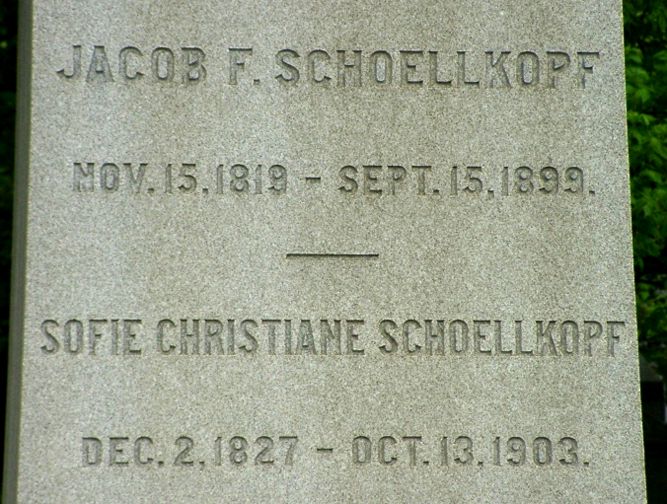 JACOB F. SCHOELLKOPF
NOV. 15, 1819 - SEPT. 15, 1899.
SOFIE CHRISTIANE SCHOELLKOPF
DEC. 2, 1827 - OCT. 13, 1903.